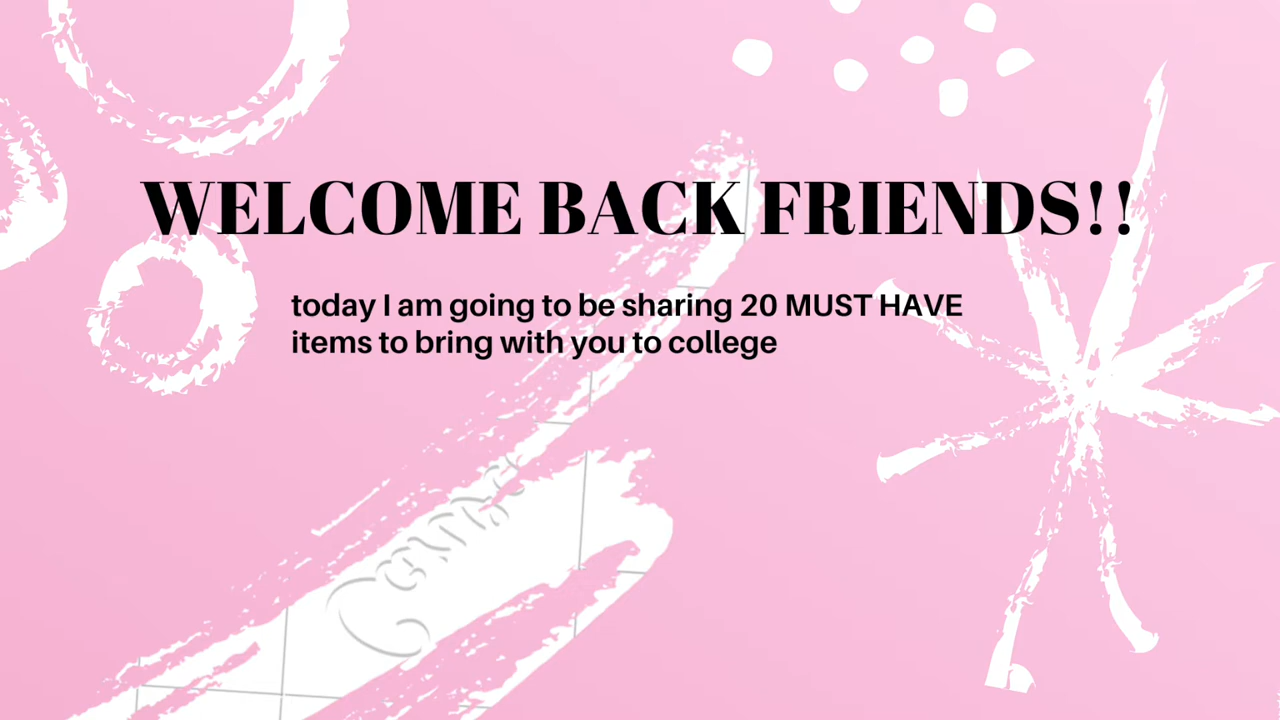 WELCOME BACK FRIENDS!!
today I am going to be sharing 20 MUST HAVE
items to bring with you to college